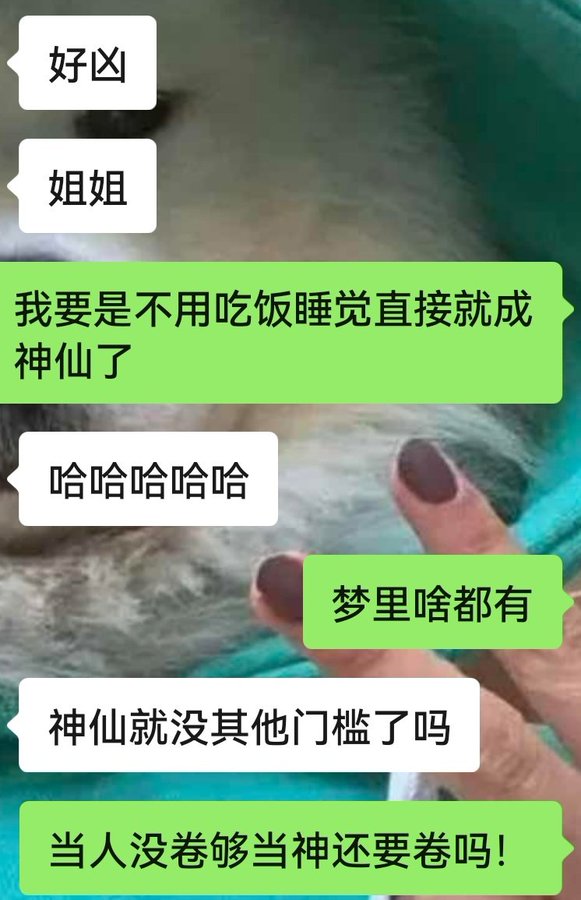 好凶
姐姐
我要是不用吃饭睡觉直接就成
神仙了
哈哈哈哈哈
梦里啥都有
神仙就没其他门槛了吗
当人没卷够当神还要卷吗!